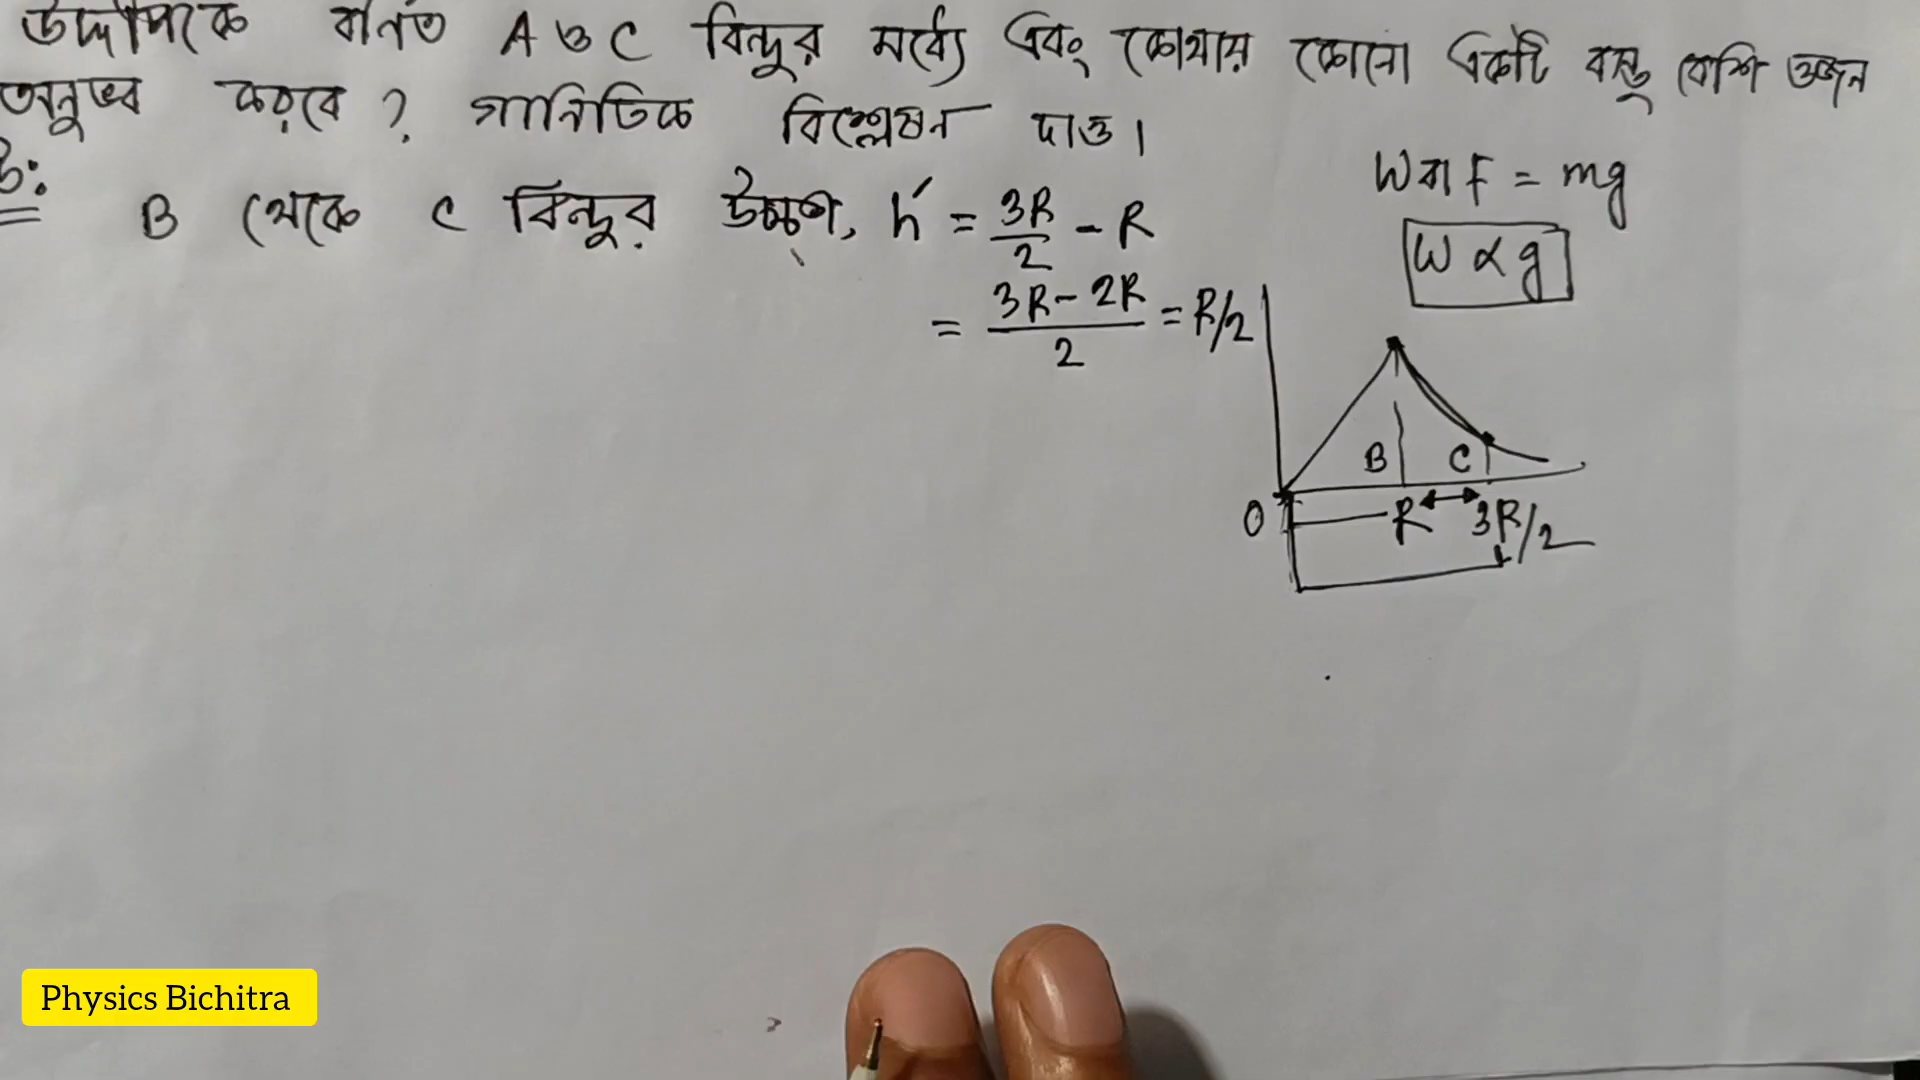 উদ্দীপকে বর্ণিত A ও C বিন্দুর মধ্যে এবং কোথায় কোনো একটি বস্তু বেশি ওজন
অনুভব করবে? গানিতিক বিশ্লেষন দাও।
উ:
B থেকে C বিন্দুর উচ্চতা, h′ = 3R/2 - R
= (3R - 2R)/2 = R/2
W বা F = mg
W ∝ g
B C
O R 3R/2
Physics Bichitra